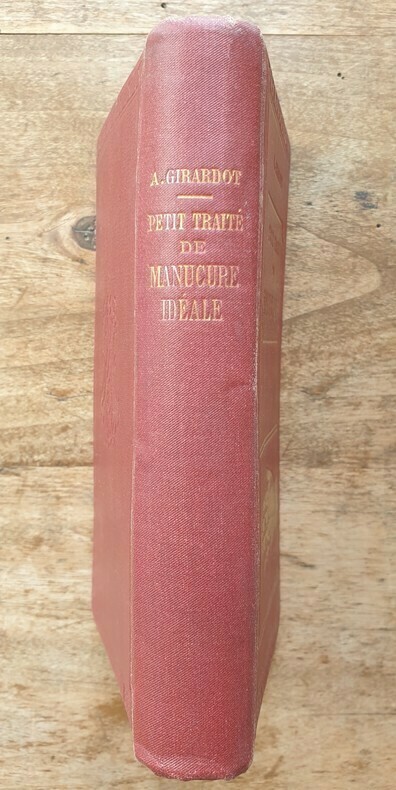 A. GIRARDOT
PETIT TRAITÉ
DE
MANUCURE
IDÉALE